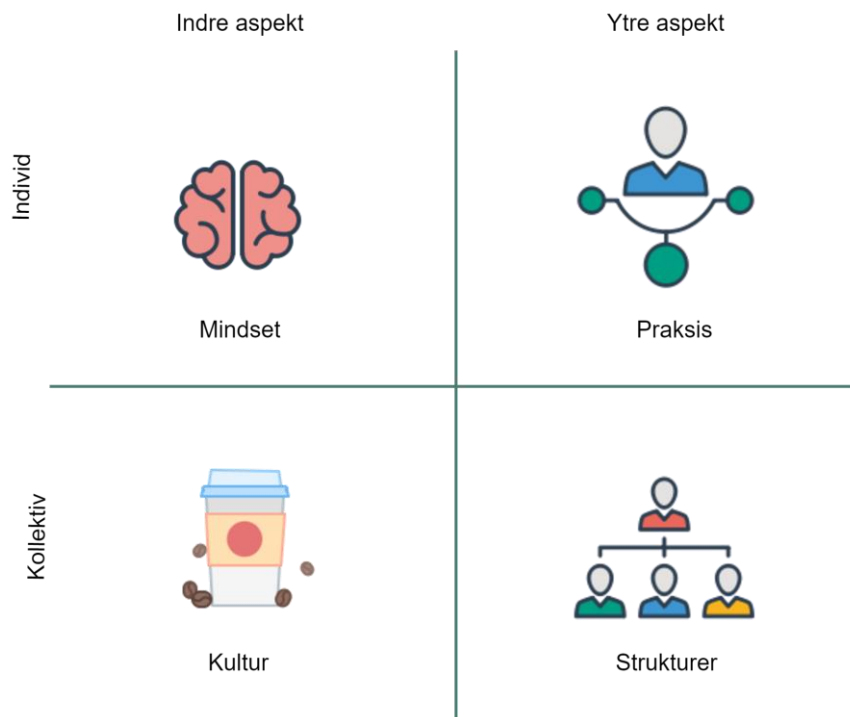 Indre aspekt
Ytre aspekt
Individ
Mindset
Praksis
Kollektiv
Kultur
Strukturer